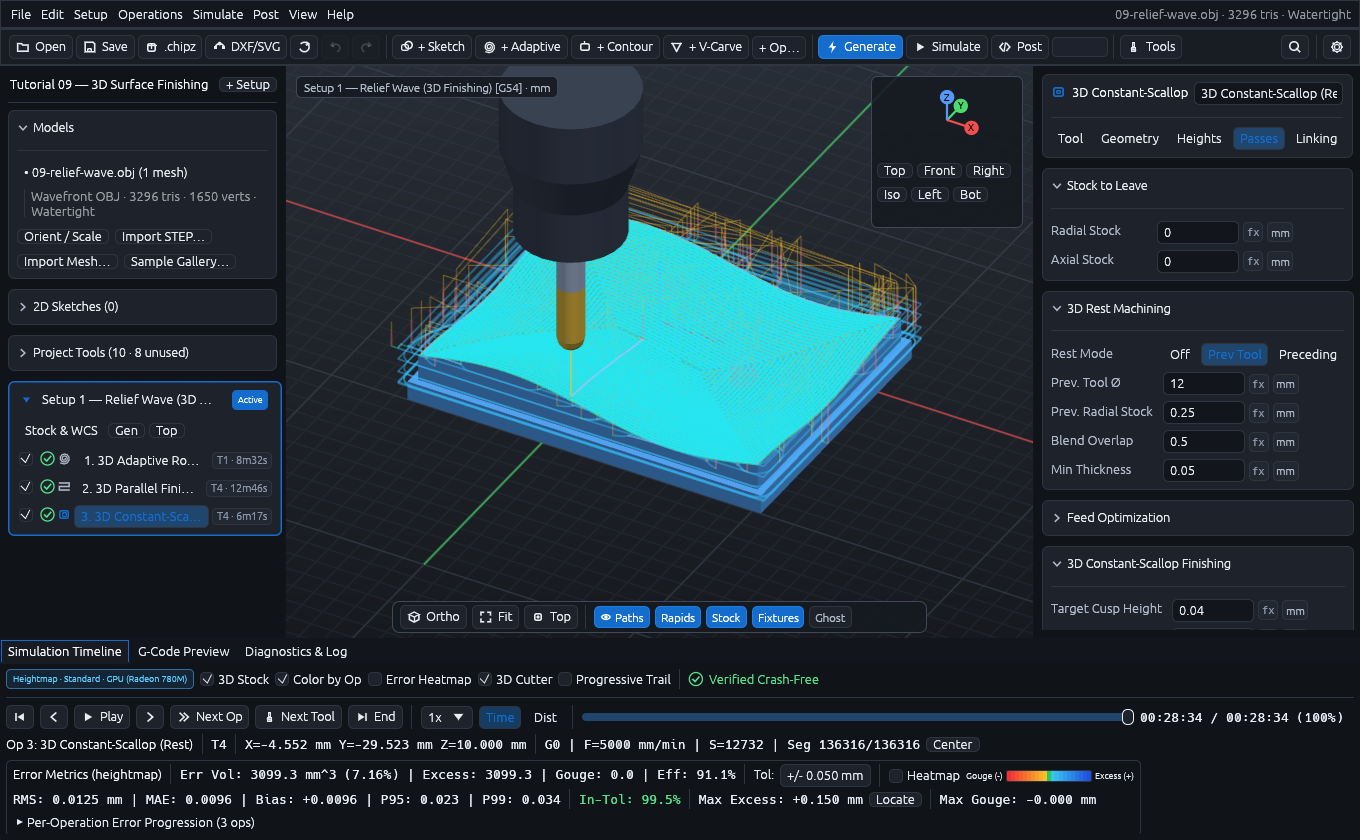 File Edit Setup Operations Simulate Post View Help
09-relief-wave.obj · 3296 tris · Watertight
Open Save .chipz DXF/SVG + Sketch + Adaptive + Contour + V-Carve + Op... Generate Simulate Post Tools
Tutorial 09 — 3D Surface Finishing + Setup
Models
• 09-relief-wave.obj (1 mesh)
Wavefront OBJ · 3296 tris · 1650 verts ·
Watertight
Orient / Scale Import STEP...
Import Mesh... Sample Gallery...
2D Sketches (0)
Project Tools (10 · 8 unused)
Setup 1 — Relief Wave (3D ... Active
Stock & WCS Gen Top
1. 3D Adaptive Ro... T1 · 8m32s
2. 3D Parallel Fini... T4 · 12m46s
3. 3D Constant-Sca... T4 · 6m17s
Setup 1 — Relief Wave (3D Finishing) [G54] · mm
Z Y X
Top Front Right
Iso Left Bot
Ortho Fit Top Paths Rapids Stock Fixtures Ghost
3D Constant-Scallop 3D Constant-Scallop (Re
Tool Geometry Heights Passes Linking
Stock to Leave
Radial Stock 0 fx mm
Axial Stock 0 fx mm
3D Rest Machining
Rest Mode Off Prev Tool Preceding
Prev. Tool Ø 12 fx mm
Prev. Radial Stock 0.25 fx mm
Blend Overlap 0.5 fx mm
Min Thickness 0.05 fx mm
Feed Optimization
3D Constant-Scallop Finishing
Target Cusp Height 0.04 fx mm
Simulation Timeline G-Code Preview Diagnostics & Log
Heightmap · Standard · GPU (Radeon 780M) 3D Stock Color by Op Error Heatmap 3D Cutter Progressive Trail Verified Crash-Free
Play Next Op Next Tool End 1x Time Dist 00:28:34 / 00:28:34 (100%)
Op 3: 3D Constant-Scallop (Rest) T4 X=-4.552 mm Y=-29.523 mm Z=10.000 mm G0 | F=5000 mm/min | S=12732 | Seg 136316/136316 Center
Error Metrics (heightmap) Err Vol: 3099.3 mm^3 (7.16%) | Excess: 3099.3 | Gouge: 0.0 | Eff: 91.1% Tol: +/- 0.050 mm Heatmap Gouge (-) Excess (+)
RMS: 0.0125 mm | MAE: 0.0096 | Bias: +0.0096 | P95: 0.023 | P99: 0.034 In-Tol: 99.5% Max Excess: +0.150 mm Locate Max Gouge: -0.000 mm
Per-Operation Error Progression (3 ops)